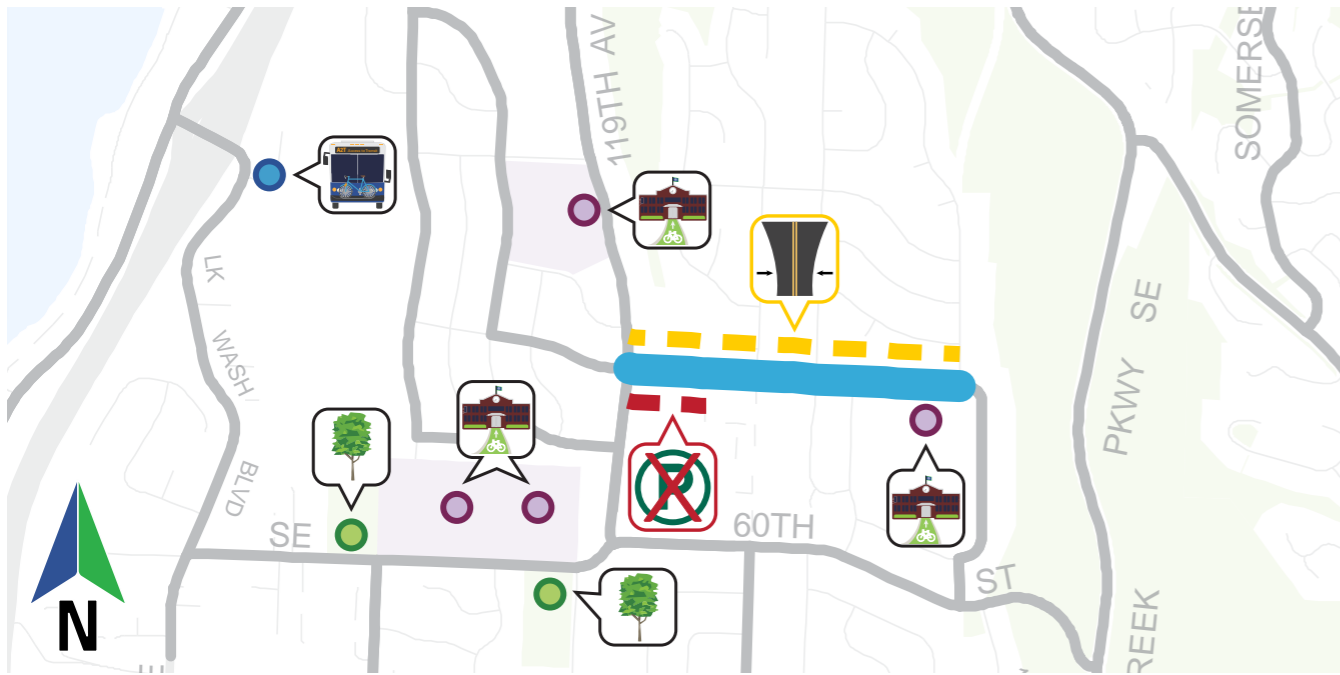 119TH AV
SOMERSE
LK
WASH
BLVD
PKWY SE
SE
60TH
ST
REEK
N
P